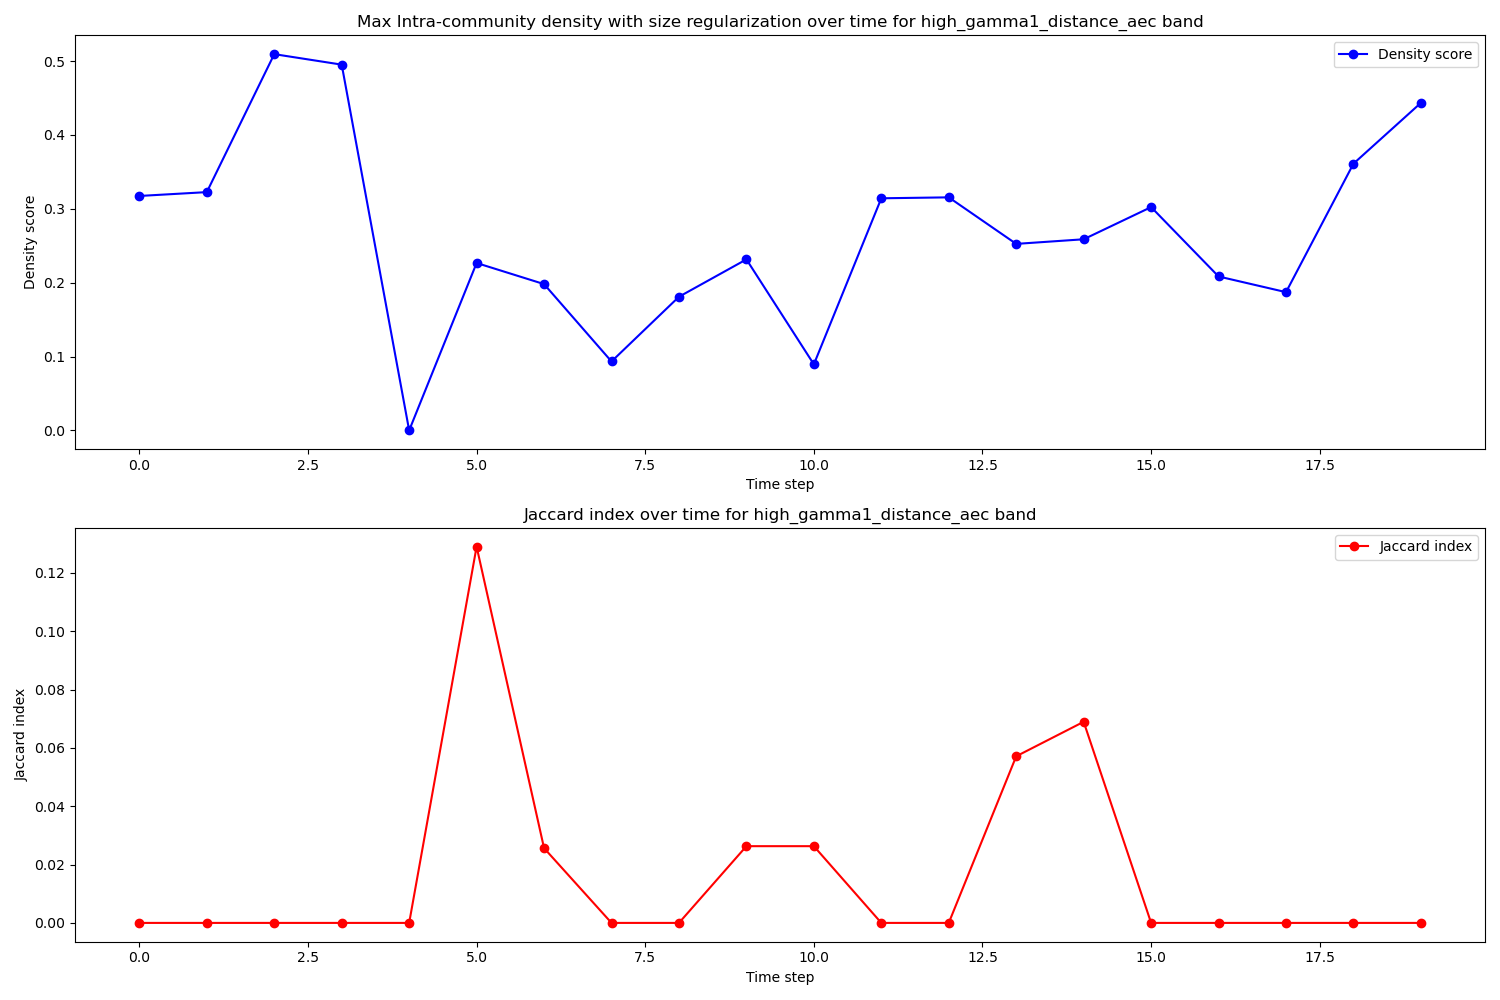 Max Intra-community density with size regularization over time for high_gamma1_distance_aec band
Density score
0.5
0.4
0.3
0.2
0.1
0.0
Density score
0.0 2.5 5.0 7.5 10.0 12.5 15.0 17.5
Time step
Jaccard index over time for high_gamma1_distance_aec band
Jaccard index
0.12
0.10
0.08
0.06
0.04
0.02
0.00
Jaccard index
0.0 2.5 5.0 7.5 10.0 12.5 15.0 17.5
Time step